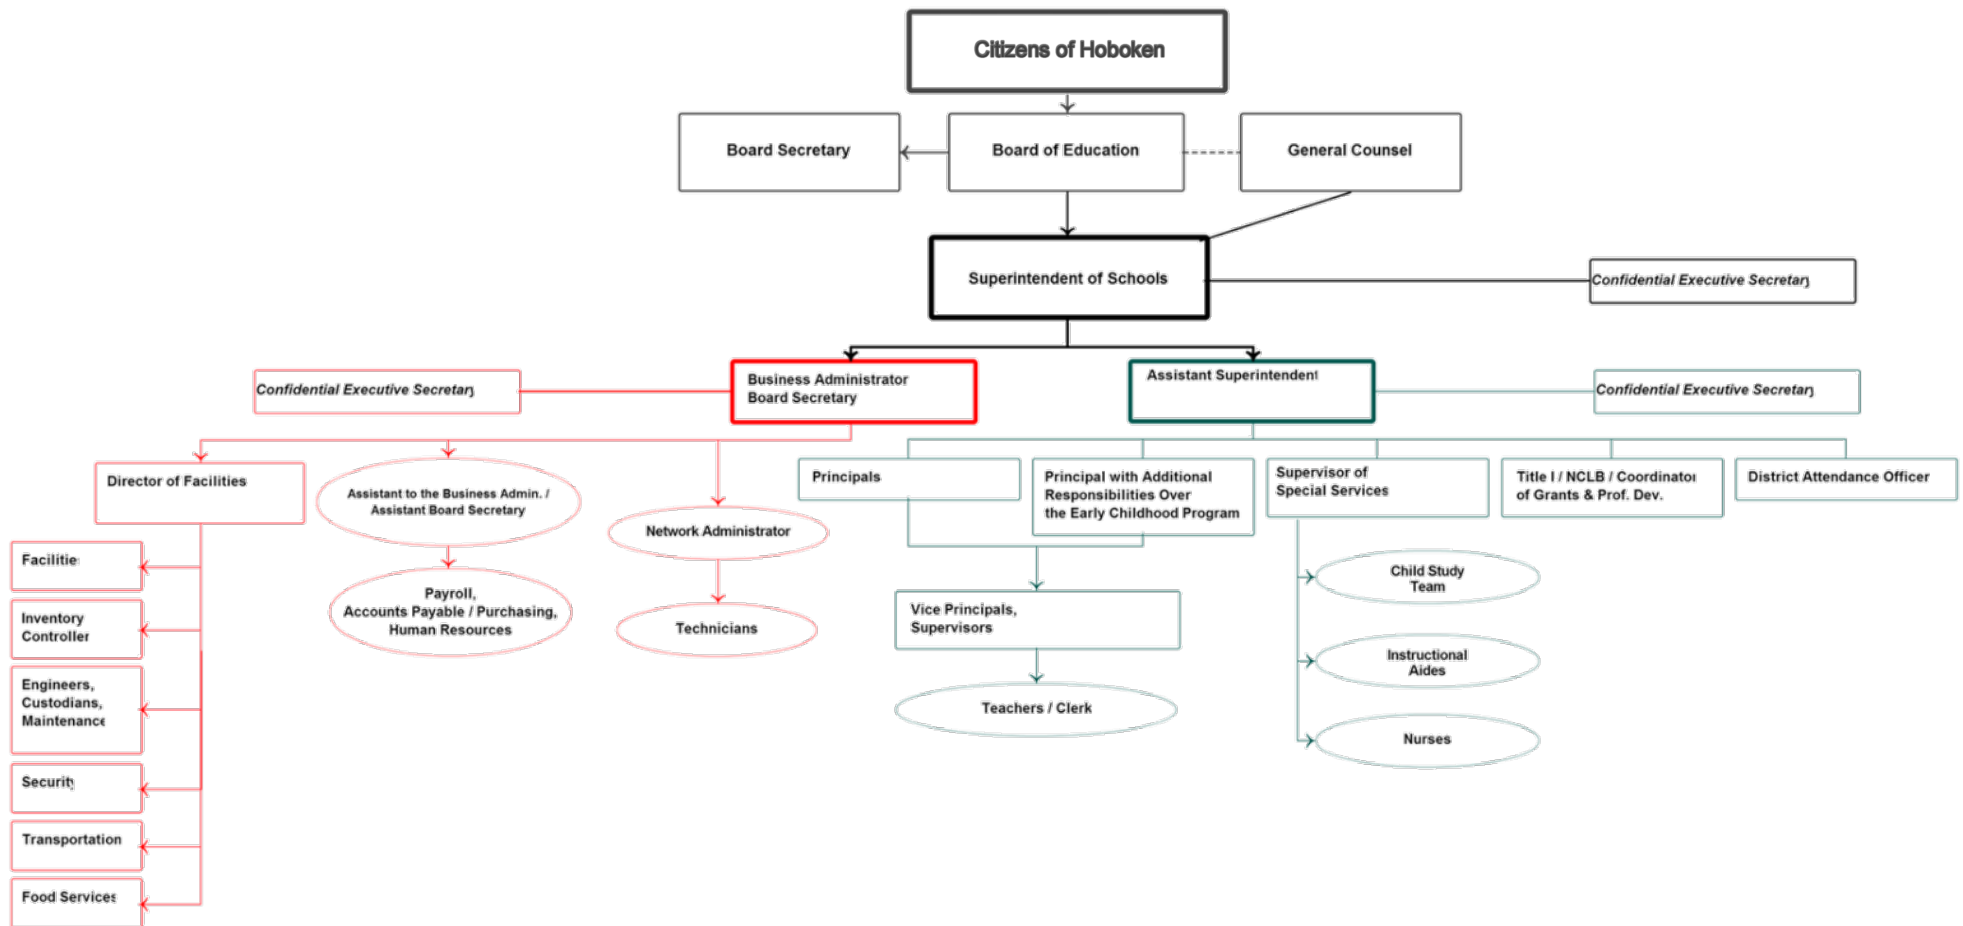 Citizens of Hoboken
Board Secretary
Board of Education
General Counsel
Superintendent of Schools
Confidential Executive Secretary
Confidential Executive Secretary
Business Administrator
Board Secretary
Assistant Superintendent
Confidential Executive Secretary
Director of Facilities
Assistant to the Business Admin. /
Assistant Board Secretary
Network Administrator
Principals
Principal with Additional
Responsibilities Over
the Early Childhood Program
Supervisor of
Special Services
Title I / NCLB / Coordinator
of Grants & Prof. Dev.
District Attendance Officer
Facilities
Inventory
Controller
Engineers,
Custodians,
Maintenance
Security
Transportation
Food Services
Payroll,
Accounts Payable / Purchasing,
Human Resources
Technicians
Vice Principals,
Supervisors
Teachers / Clerk
Child Study
Team
Instructional
Aides
Nurses